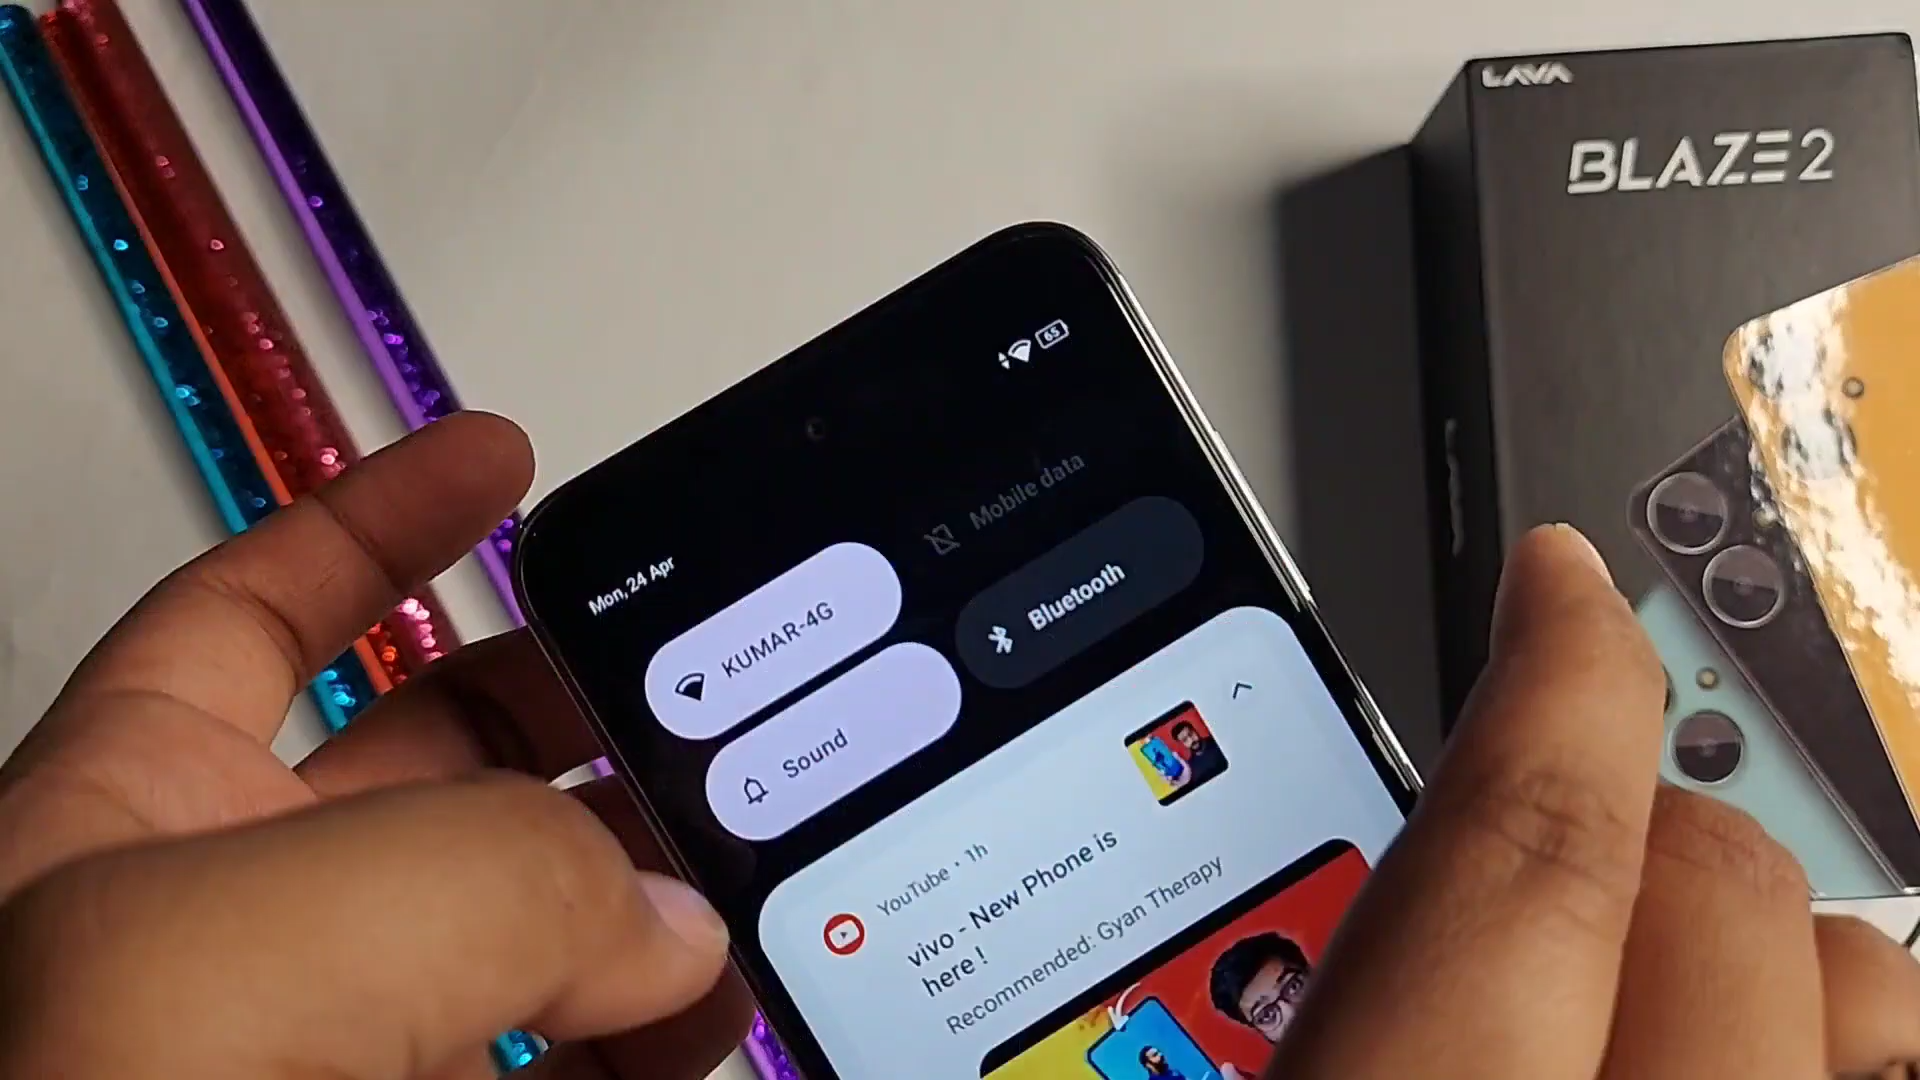 LAVA
BLAZE 2
65
Mon, 24 Apr
Mobile data
KUMAR-4G
Bluetooth
Sound
YouTube • 1h
vivo - New Phone is
here !
Recommended: Gyan Therapy